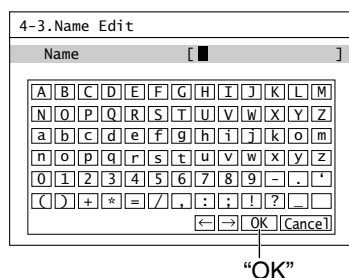 4-3.Name Edit
Name [ ]
A B C D E F G H I J K L M
N O P Q R S T U V W X Y Z
a b c d e f g h i j k o m
n o p q r s t u v w x y z
0 1 2 3 4 5 6 7 8 9 - . ‘
( ) + * = / , : ; ! ? _
← → OK Cancel
“OK”